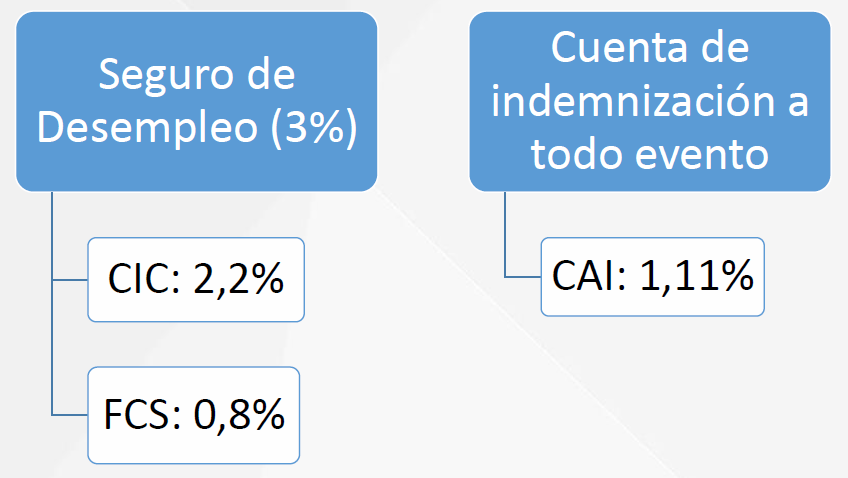 Seguro de
Desempleo (3%)
CIC: 2,2%
FCS: 0,8%
Cuenta de
indemnización a
todo evento
CAI: 1,11%